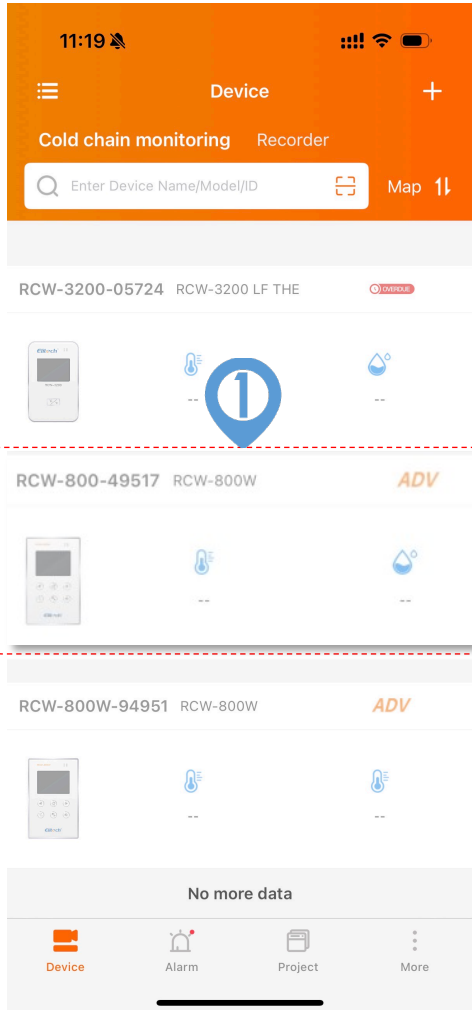 11:19
Device
Cold chain monitoring Recorder
Enter Device Name/Model/ID
Map
RCW-3200-05724 RCW-3200 LF THE OVERDUE
-- --
1
RCW-800-49517 RCW-800W ADV
-- --
RCW-800W-94951 RCW-800W ADV
-- --
No more data
Device Alarm Project More